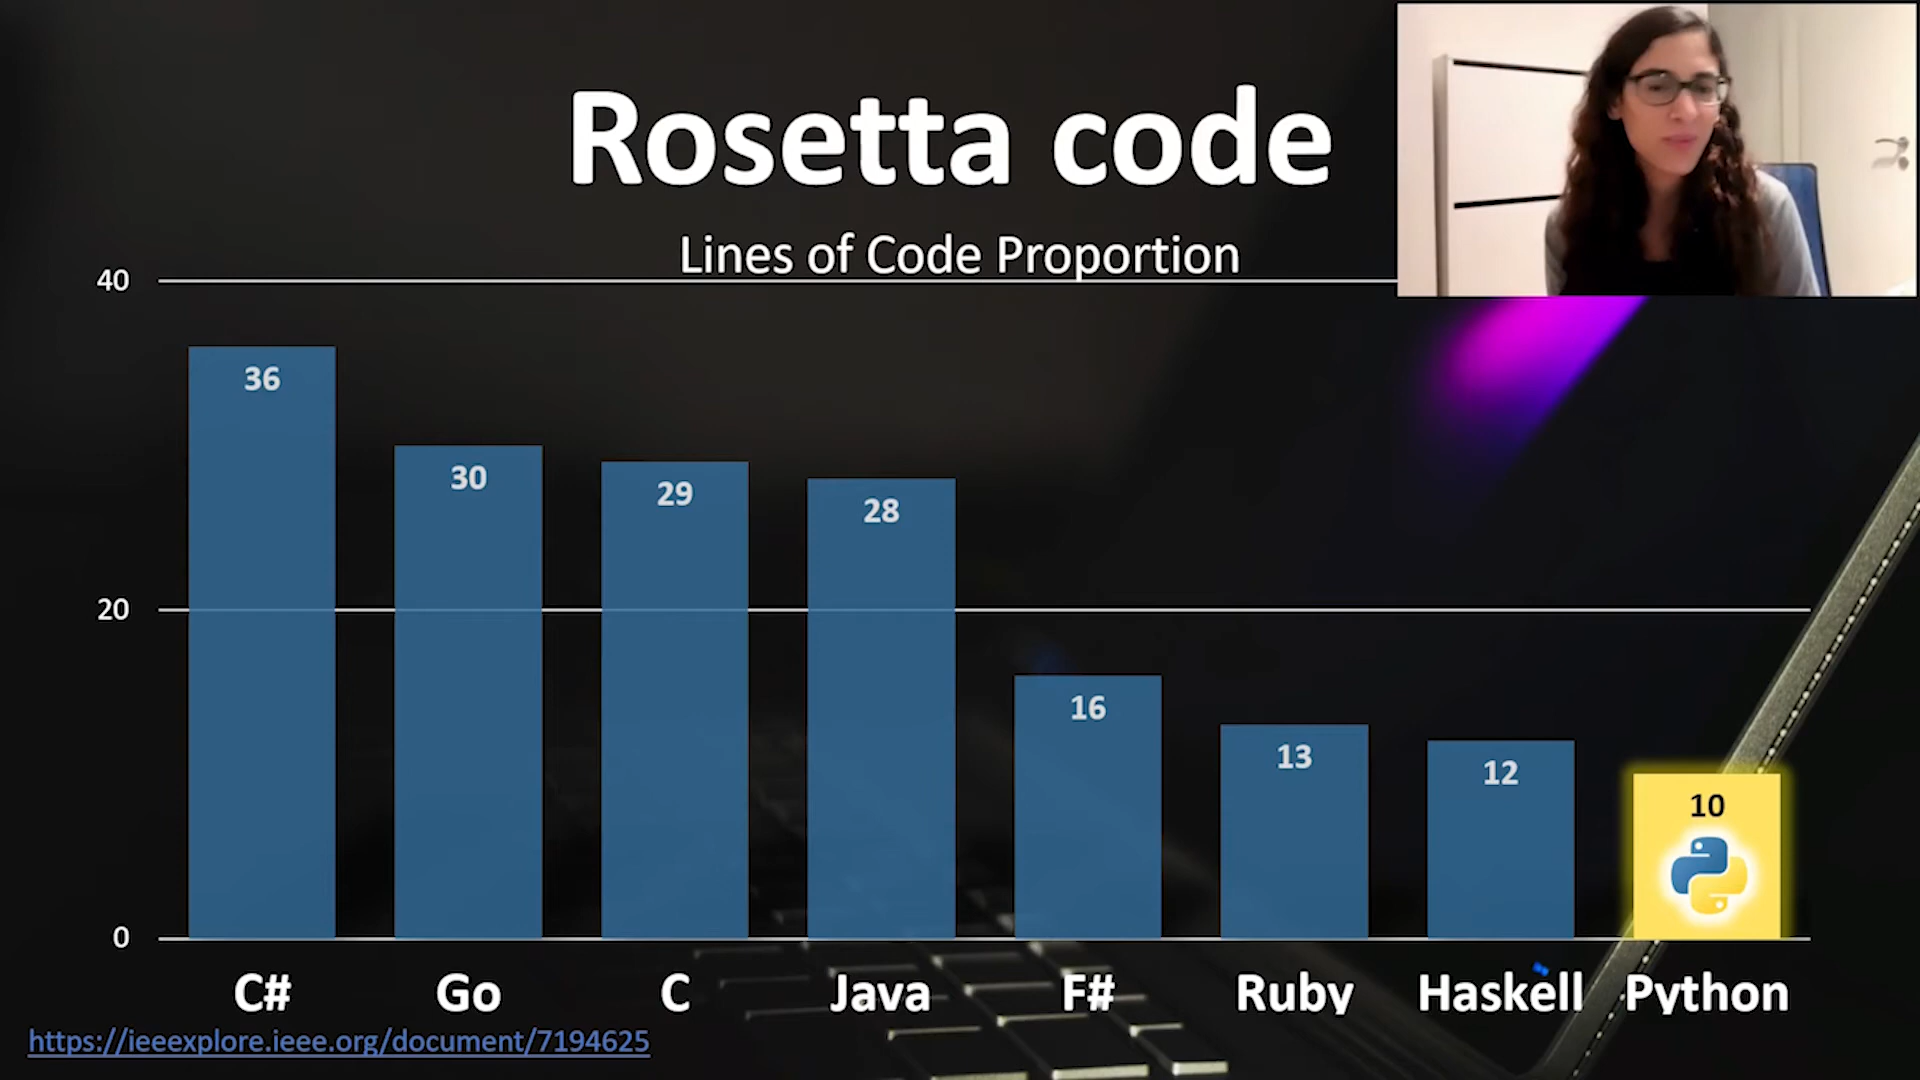 Rosetta code
Lines of Code Proportion
40
36
30
29
28
20
16
13
12
10
0
C# Go C Java F# Ruby Haskell Python
https://ieeexplore.ieee.org/document/7194625